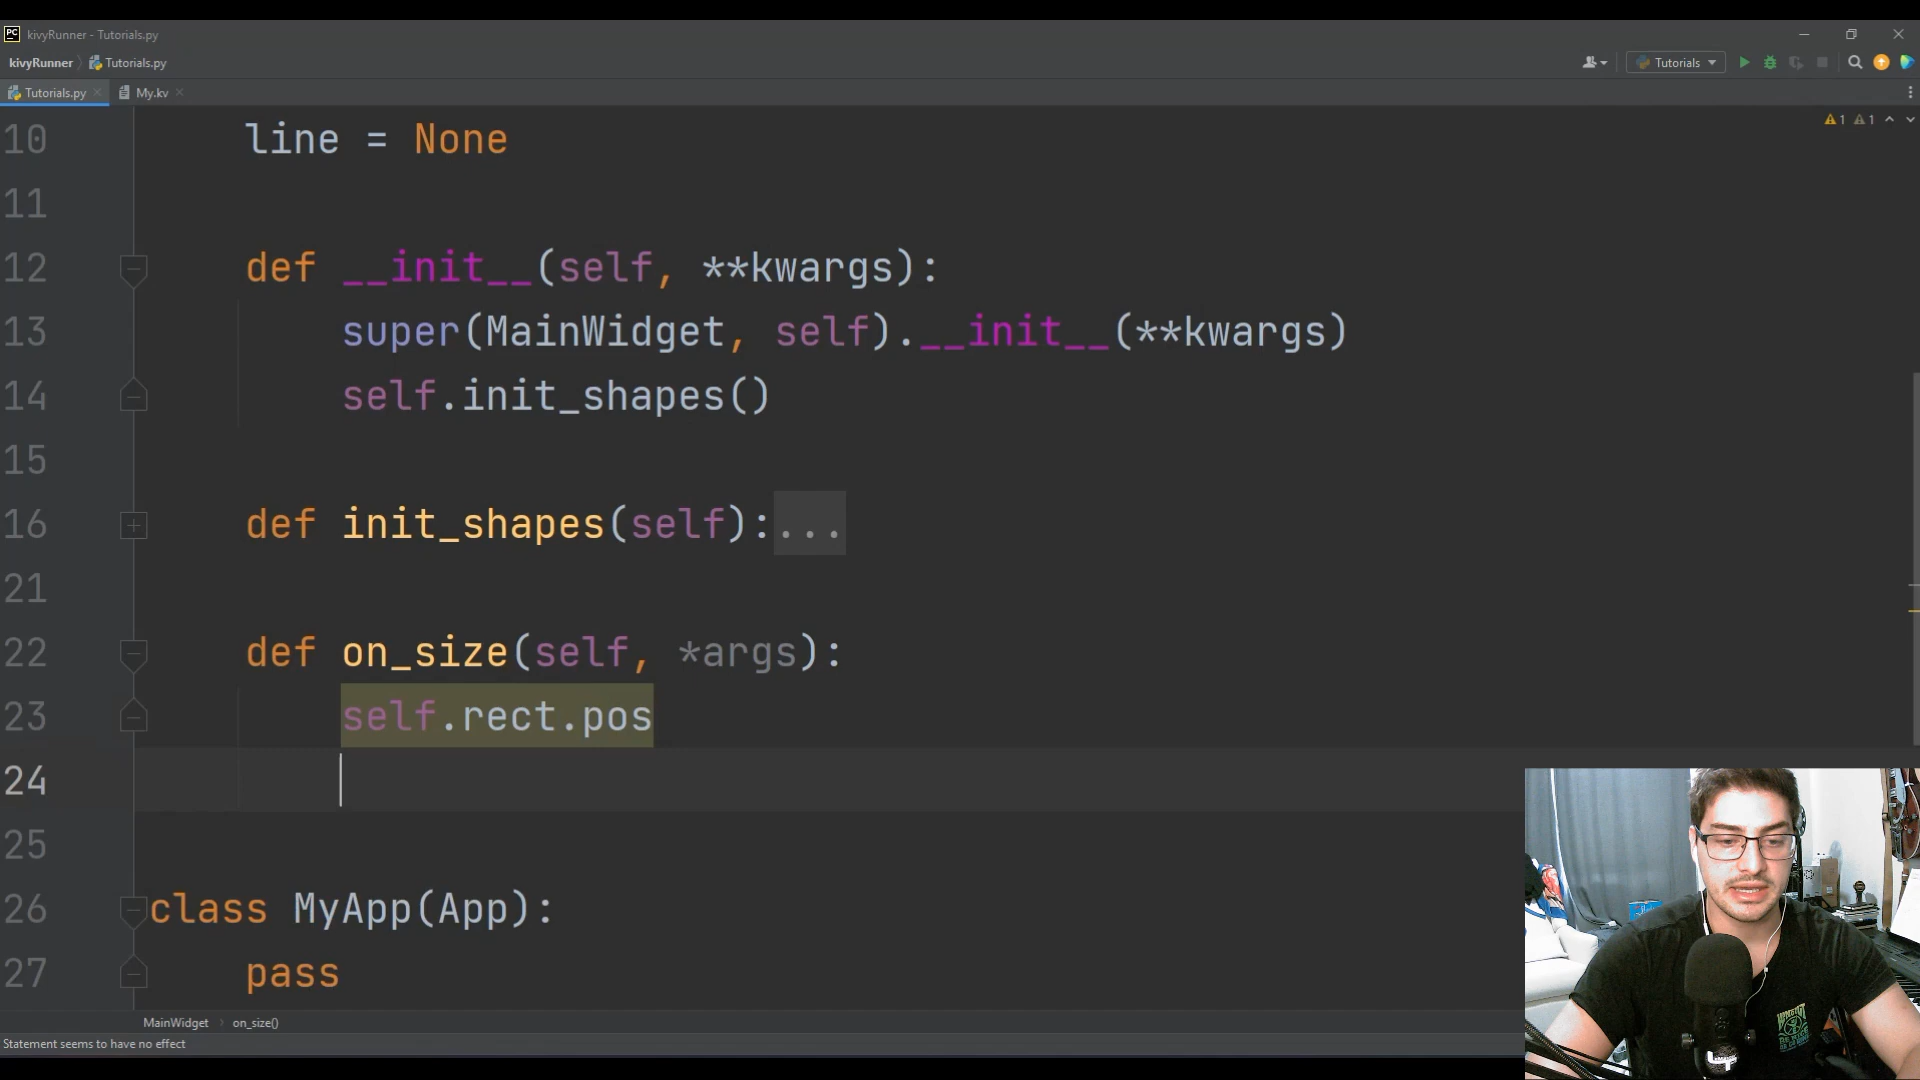 PC kivyRunner - Tutorials.py
kivyRunner Tutorials.py Tutorials
Tutorials.py My.kv
1 1
10 line = None
11
12 def __init__(self, **kwargs):
13 super(MainWidget, self).__init__(**kwargs)
14 self.init_shapes()
15
16 def init_shapes(self):...
21
22 def on_size(self, *args):
23 self.rect.pos
24
25
26 class MyApp(App):
27 pass
MainWidget on_size()
Statement seems to have no effect